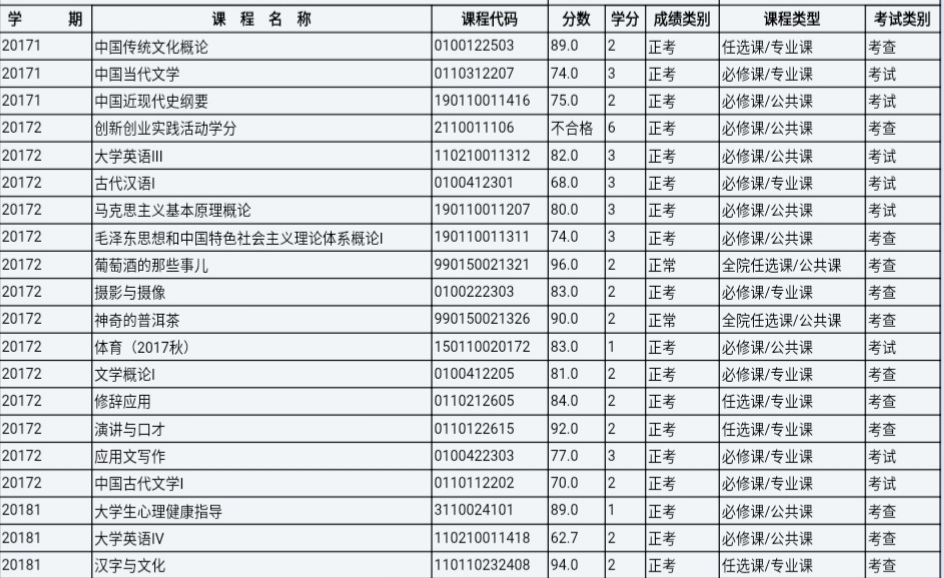 学 期 课 程 名 称 课程代码 分数 学分 成绩类别 课程类型 考试类别
20171 中国传统文化概论 0100122503 89.0 2 正考 任选课/专业课 考查
20171 中国当代文学 0110312207 74.0 3 正考 必修课/专业课 考试
20171 中国近现代史纲要 190110011416 75.0 2 正考 必修课/公共课 考试
20172 创新创业实践活动学分 2110011106 不合格 6 正考 必修课/公共课 考查
20172 大学英语III 110210011312 82.0 3 正考 必修课/公共课 考试
20172 古代汉语I 0100412301 68.0 3 正考 必修课/专业课 考试
20172 马克思主义基本原理概论 190110011207 80.0 3 正考 必修课/公共课 考试
20172 毛泽东思想和中国特色社会主义理论体系概论I 190110011311 74.0 3 正考 必修课/公共课 考查
20172 葡萄酒的那些事儿 990150021321 96.0 2 正常 全院任选课/公共课 考查
20172 摄影与摄像 0100222303 83.0 2 正考 必修课/专业课 考查
20172 神奇的普洱茶 990150021326 90.0 2 正常 全院任选课/公共课 考查
20172 体育（2017秋） 150110020172 83.0 1 正考 必修课/公共课 考试
20172 文学概论I 0100412205 81.0 2 正考 必修课/专业课 考查
20172 修辞应用 0110212605 84.0 2 正考 任选课/专业课 考查
20172 演讲与口才 0110122615 92.0 2 正考 任选课/专业课 考查
20172 应用文写作 0100422303 77.0 3 正考 必修课/专业课 考试
20172 中国古代文学I 0110112202 70.0 2 正考 必修课/专业课 考试
20181 大学生心理健康指导 3110024101 89.0 1 正考 必修课/公共课 考查
20181 大学英语IV 110210011418 62.7 2 正考 必修课/公共课 考查
20181 汉字与文化 110110232408 94.0 2 正考 任选课/专业课 考查